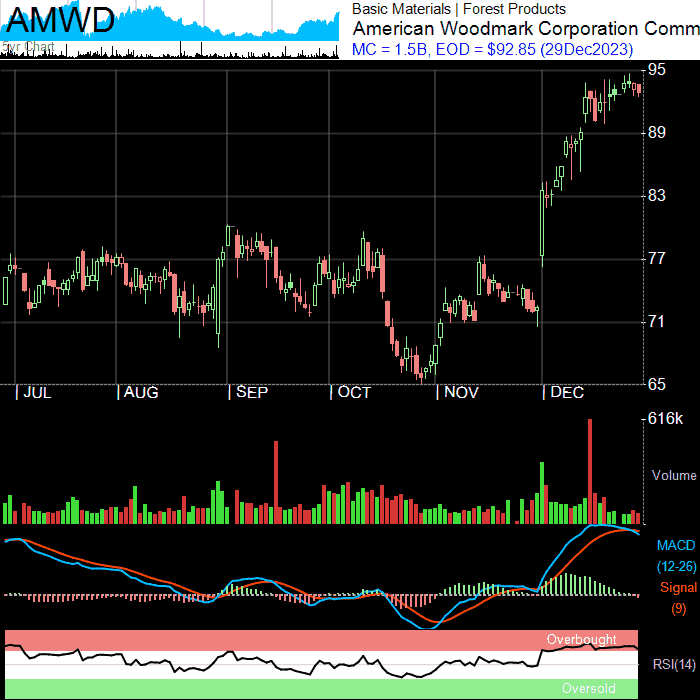 AMWD
5yr Chart
Basic Materials | Forest Products
American Woodmark Corporation Comm
MC = 1.5B, EOD = $92.85 (29Dec2023)
95
89
83
77
71
65
JUL
AUG
SEP
OCT
NOV
DEC
616k
Volume
MACD
(12-26)
Signal
(9)
Overbought
RSI(14)
Oversold